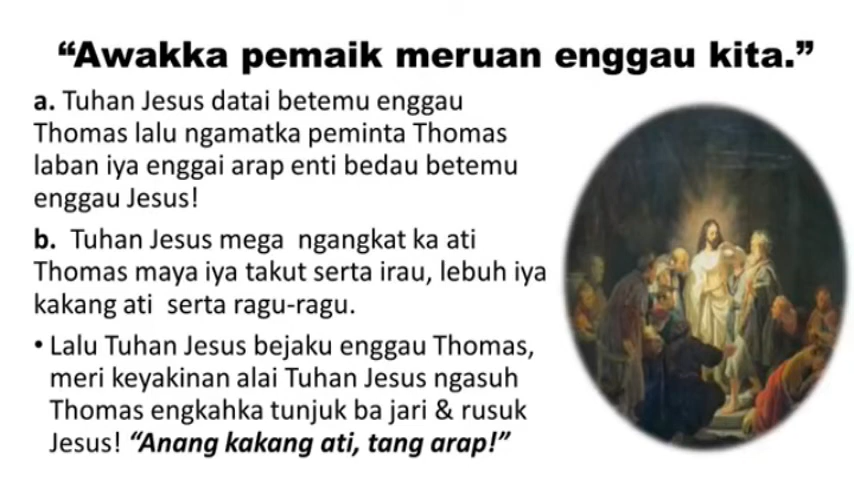 “Awakka pemaik meruan enggau kita.”
a. Tuhan Jesus datai betemu enggau
Thomas lalu ngamatka peminta Thomas
laban iya enggai arap enti bedau betemu
enggau Jesus!
b.  Tuhan Jesus mega  ngangkat ka ati
Thomas maya iya takut serta irau, lebuh iya
kakang ati  serta ragu-ragu.
• Lalu Tuhan Jesus bejaku enggau Thomas,
meri keyakinan alai Tuhan Jesus ngasuh
Thomas engkahka tunjuk ba jari & rusuk
Jesus! “Anang kakang ati, tang arap!”